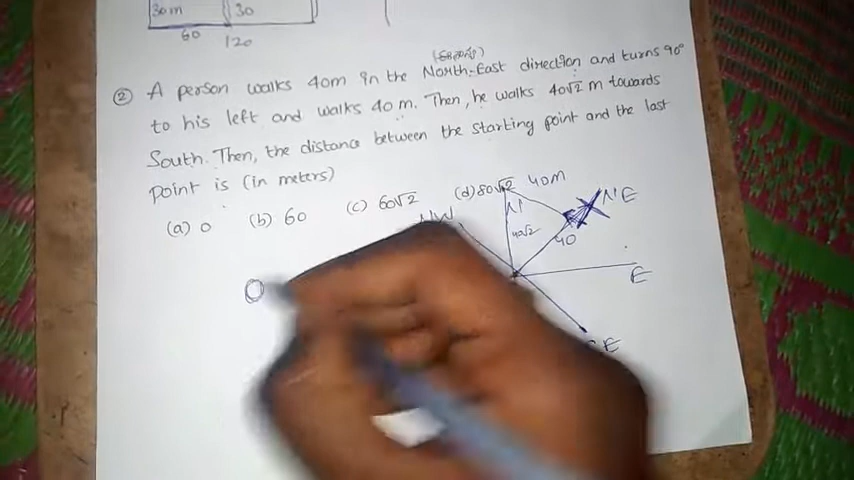 30m 30
60
120
② A person walks 40m in the North-East direction and turns 90°
to his left and walks 40 m. Then, he walks 40√2 m towards
South. Then, the distance between the starting point and the last
point is (in meters)
(a) 0 (b) 60 (c) 60√2 (d) 80√2
40m
NW N NE
40√2
40
E
O